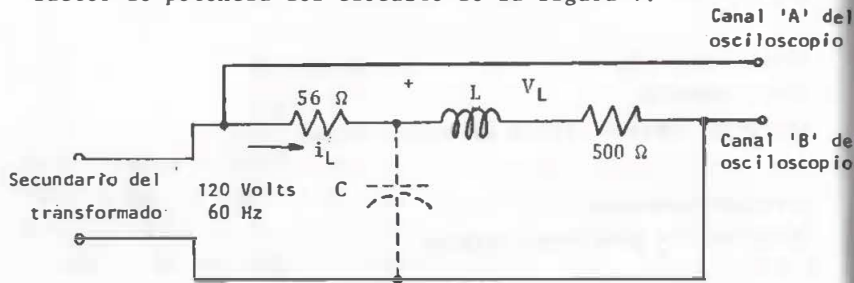 factor de potencia del circuito de la figura 7.
Canal 'A' del
osciloscopio
56 Ω
+
L
V_L
i_L
500 Ω
Canal 'B' de
osciloscopio
Secundario del
transformado
120 Volts
60 Hz
C